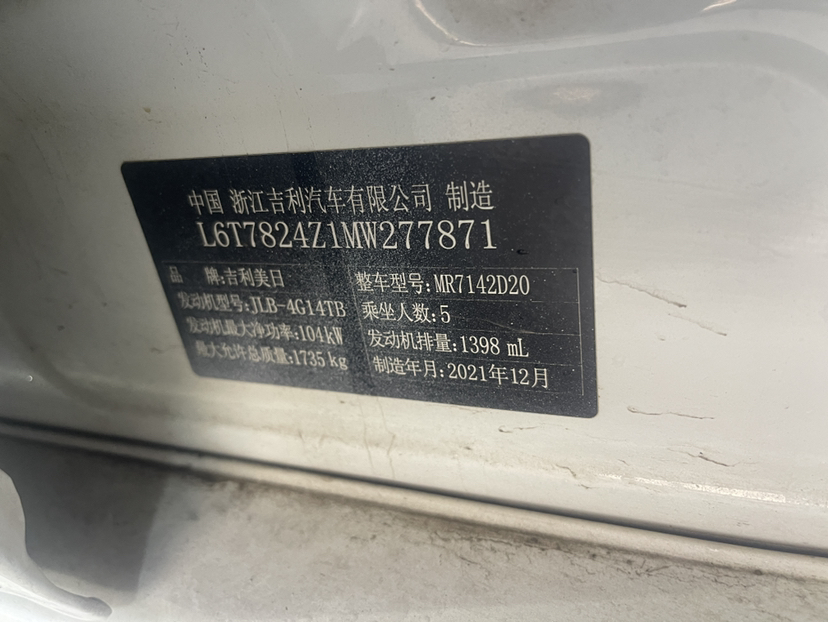 中国 浙江吉利汽车有限公司 制造
L6T7824Z1MW277871
品 牌:吉利美日 整车型号:MR7142D20
发动机型号:JLB-4G14TB 乘坐人数:5
发动机最大净功率:104kW 发动机排量:1398 mL
最大允许总质量:1735 kg 制造年月:2021年12月